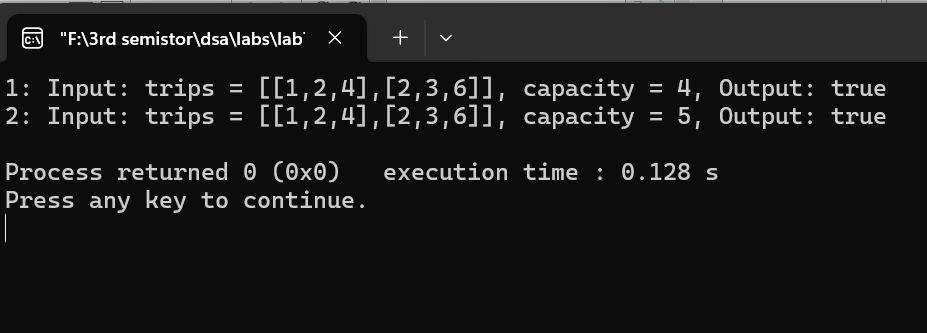 "F:\3rd semistor\dsa\labs\lab
1: Input: trips = [[1,2,4],[2,3,6]], capacity = 4, Output: true
2: Input: trips = [[1,2,4],[2,3,6]], capacity = 5, Output: true
Process returned 0 (0x0)   execution time : 0.128 s
Press any key to continue.